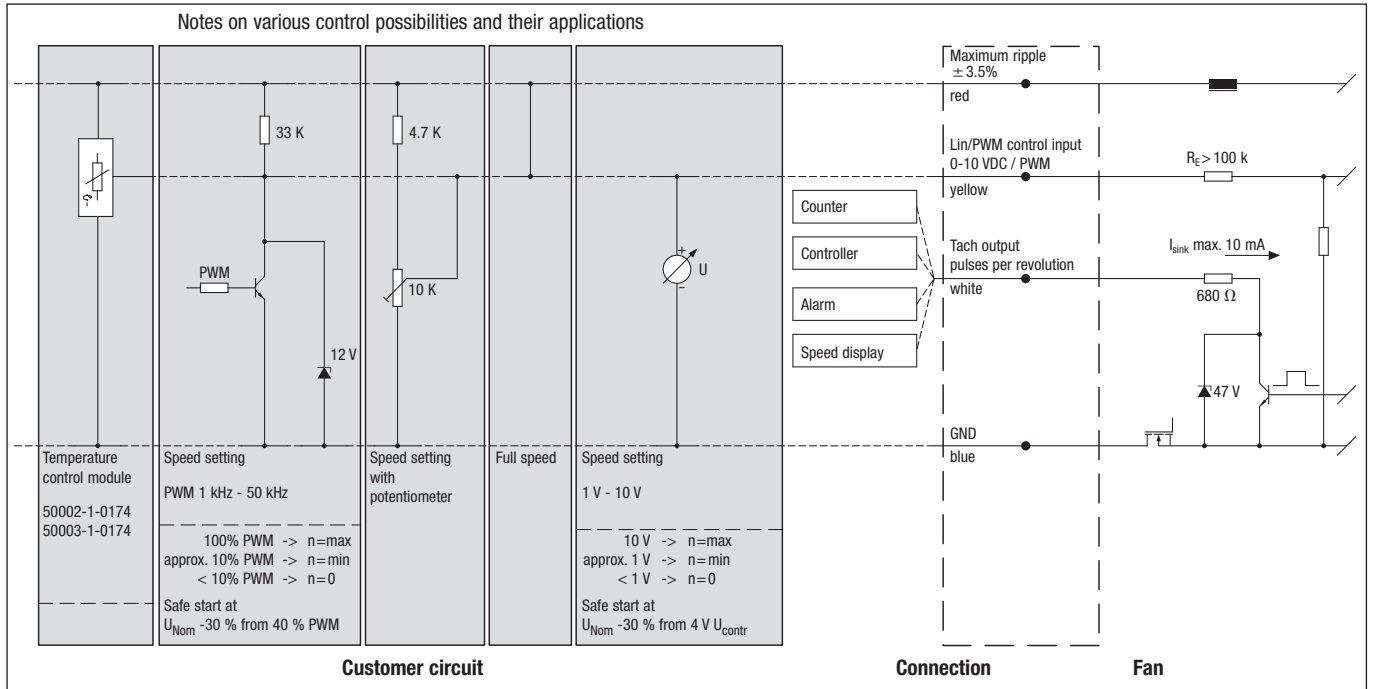 Notes on various control possibilities and their applications
33 K
PWM
12 V
4.7 K
10 K
+
U
-
Temperature
control module
50002-1-0174
50003-1-0174
Speed setting
PWM 1 kHz - 50 kHz
100% PWM -> n=max
approx. 10% PWM -> n=min
< 10% PWM -> n=0
Safe start at
U_Nom -30 % from 40 % PWM
Speed setting
with
potentiometer
Full speed
Speed setting
1 V - 10 V
10 V -> n=max
approx. 1 V -> n=min
< 1 V -> n=0
Safe start at
U_Nom -30 % from 4 V U_contr
Counter
Controller
Alarm
Speed display
Maximum ripple
± 3.5%
red
Lin/PWM control input
0-10 VDC / PWM
yellow
Tach output
pulses per revolution
white
GND
blue
R_E > 100 k
I_sink max. 10 mA
680 Ω
47 V
Customer circuit
Connection
Fan